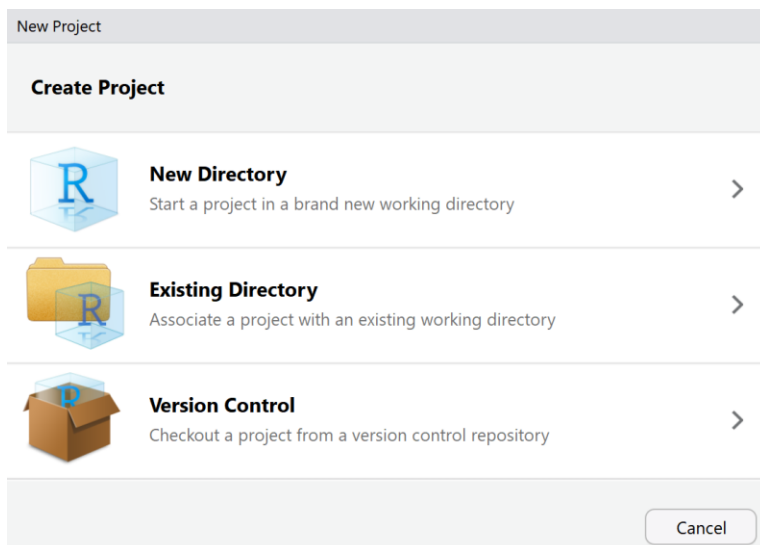 New Project
Create Project
R
New Directory
Start a project in a brand new working directory
R
Existing Directory
Associate a project with an existing working directory
R
Version Control
Checkout a project from a version control repository
Cancel